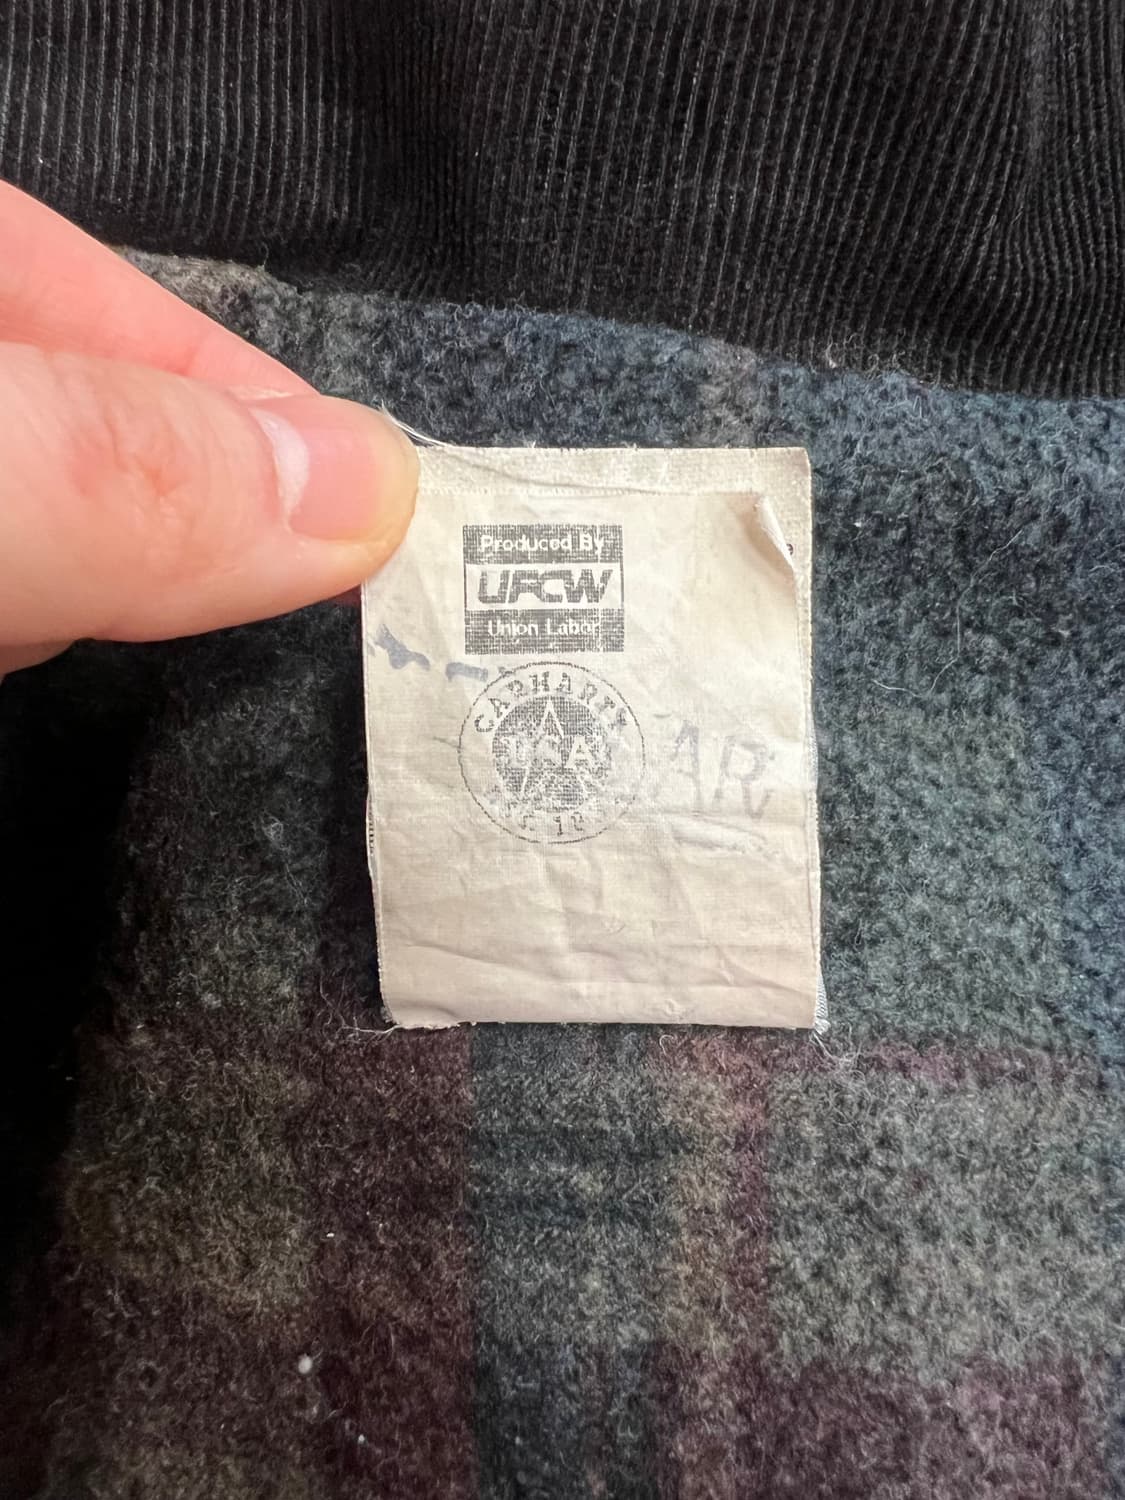 Produced By
UFCW
Union Labor
CARHARTT
USA
AR